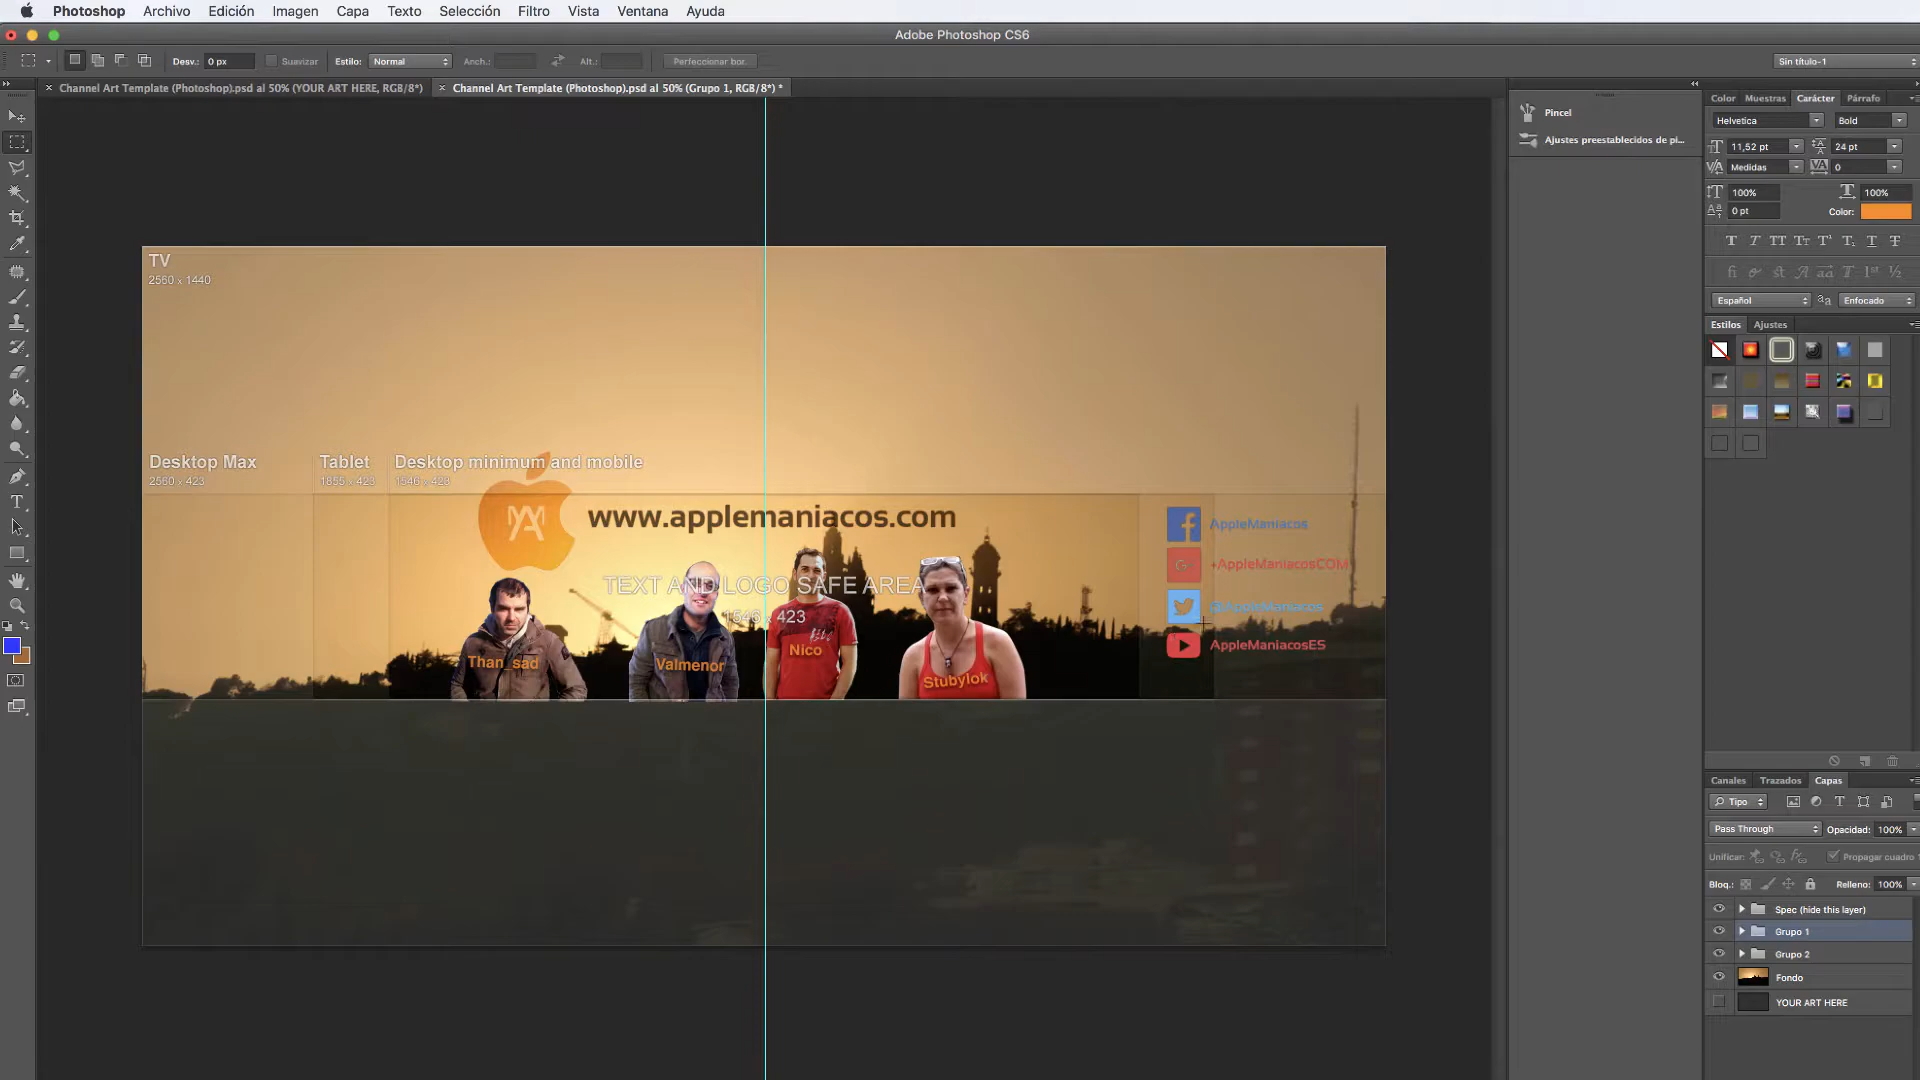 Photoshop Archivo Edición Imagen Capa Texto Selección Filtro Vista Ventana Ayuda
Adobe Photoshop CS6
Desv.: 0 px Suavizar Estilo: Normal Anch.: Alt.: Perfeccionar bor. Sin título-1
Channel Art Template (Photoshop).psd al 50% (YOUR ART HERE, RGB/8*)
Channel Art Template (Photoshop).psd al 50% (Grupo 1, RGB/8*) *
Pincel
Ajustes preestablecidos de pi...
Color Muestras Carácter Párrafo
Helvetica Bold
11,52 pt 24 pt
Medidas 0
100% 100%
0 pt Color:
Español Enfocado
Estilos Ajustes
TV
2560 x 1440
Desktop Max
2560 x 423
Tablet
1855 x 423
Desktop minimum and mobile
1546 x 423
www.applemaniacos.com
TEXT AND LOGO SAFE AREA
1546 x 423
Than_sad
Valmenor
Nico
Stubylok
AppleManiacos
+AppleManiacosCOM
@AppleManiacos
AppleManiacosES
Canales Trazados Capas
Tipo
Pass Through Opacidad: 100%
Unificar: Propagar cuadro 1
Bloq.: Relleno: 100%
Spec (hide this layer)
Grupo 1
Grupo 2
Fondo
YOUR ART HERE